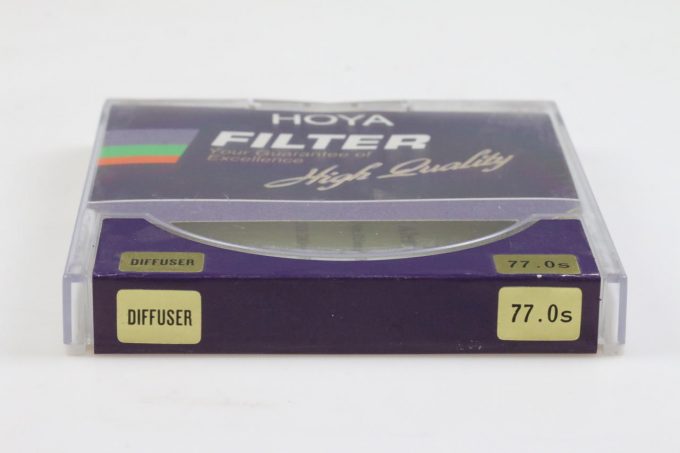 HOYA
FILTER
Your Guarantee of
Excellence
High Quality
DIFFUSER
77.0s
DIFFUSER
77.0s